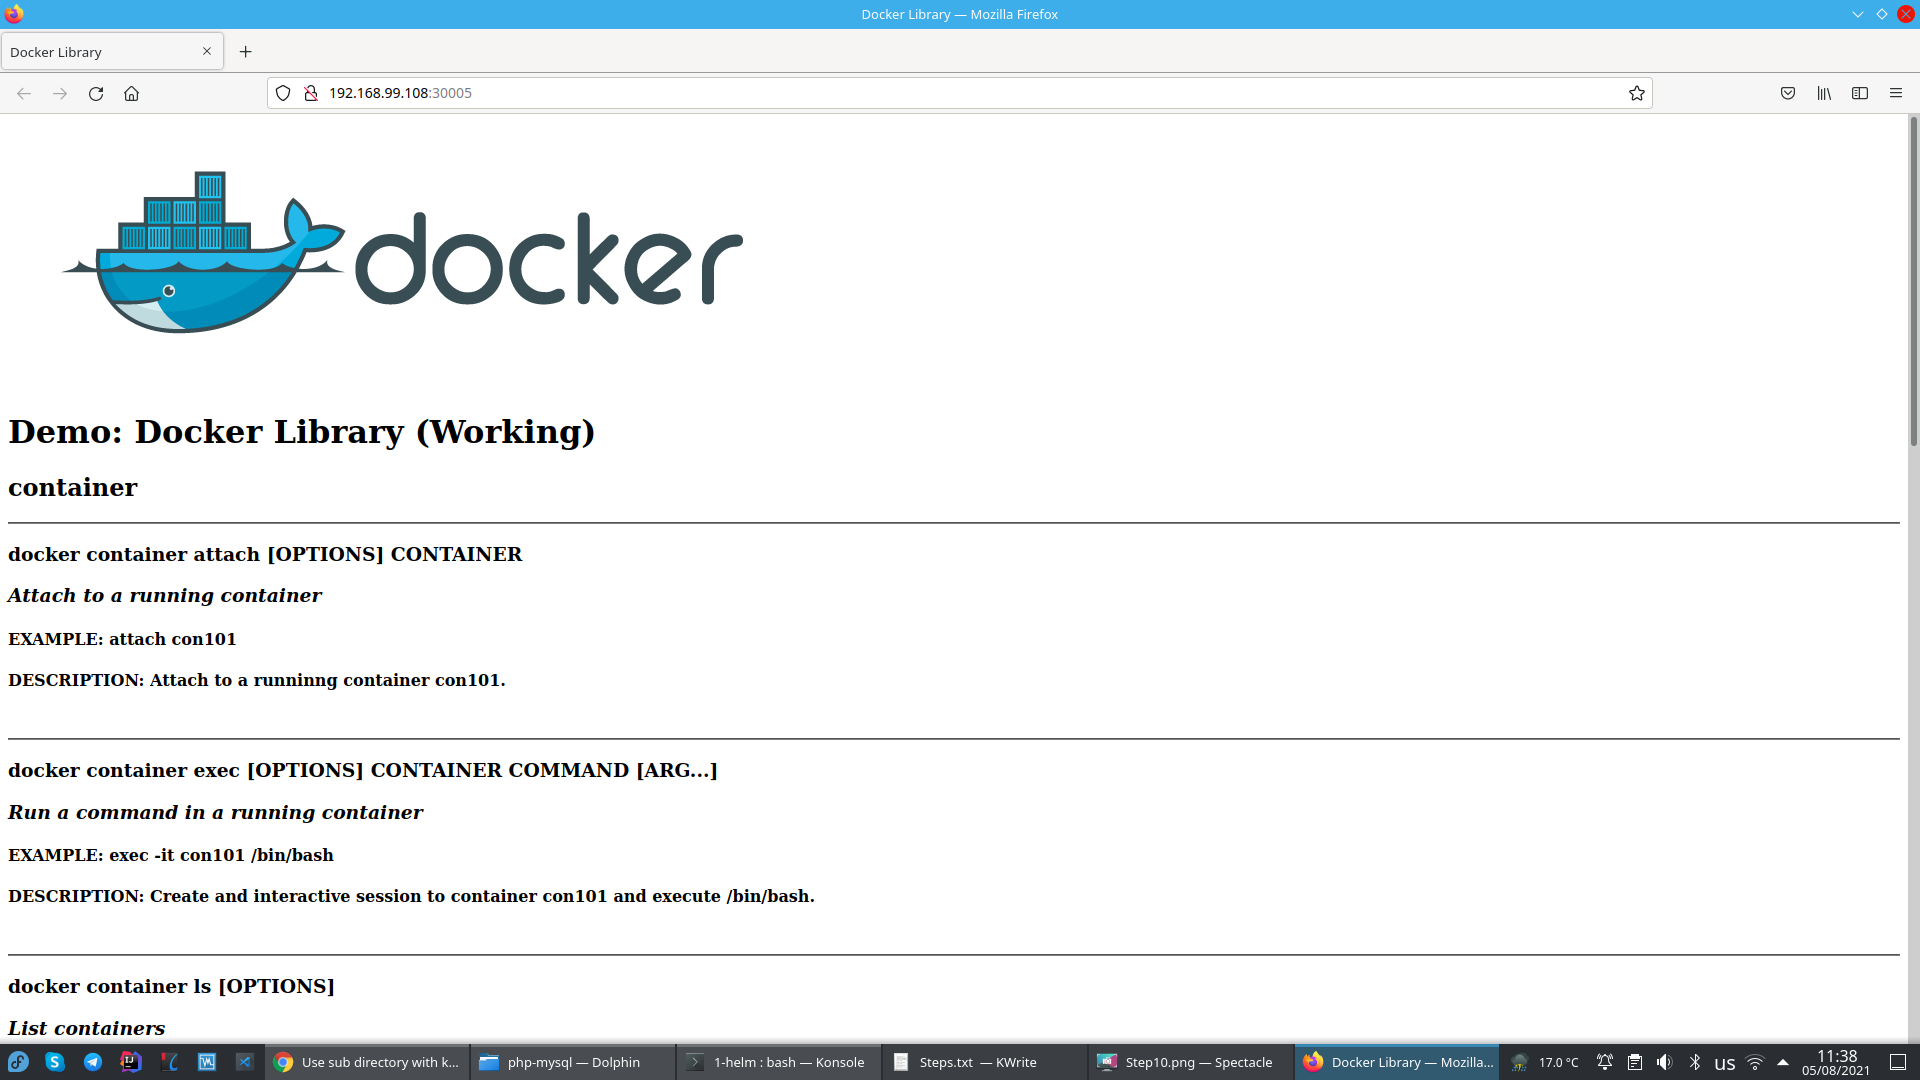 Docker Library — Mozilla Firefox
Docker Library
192.168.99.108:30005
docker
Demo: Docker Library (Working)
container
docker container attach [OPTIONS] CONTAINER
Attach to a running container
EXAMPLE: attach con101
DESCRIPTION: Attach to a runninng container con101.
docker container exec [OPTIONS] CONTAINER COMMAND [ARG...]
Run a command in a running container
EXAMPLE: exec -it con101 /bin/bash
DESCRIPTION: Create and interactive session to container con101 and execute /bin/bash.
docker container ls [OPTIONS]
List containers
Use sub directory with k...
php-mysql — Dolphin
1-helm : bash — Konsole
Steps.txt — KWrite
Step10.png — Spectacle
Docker Library — Mozilla...
17.0 °C
us
11:38
05/08/2021